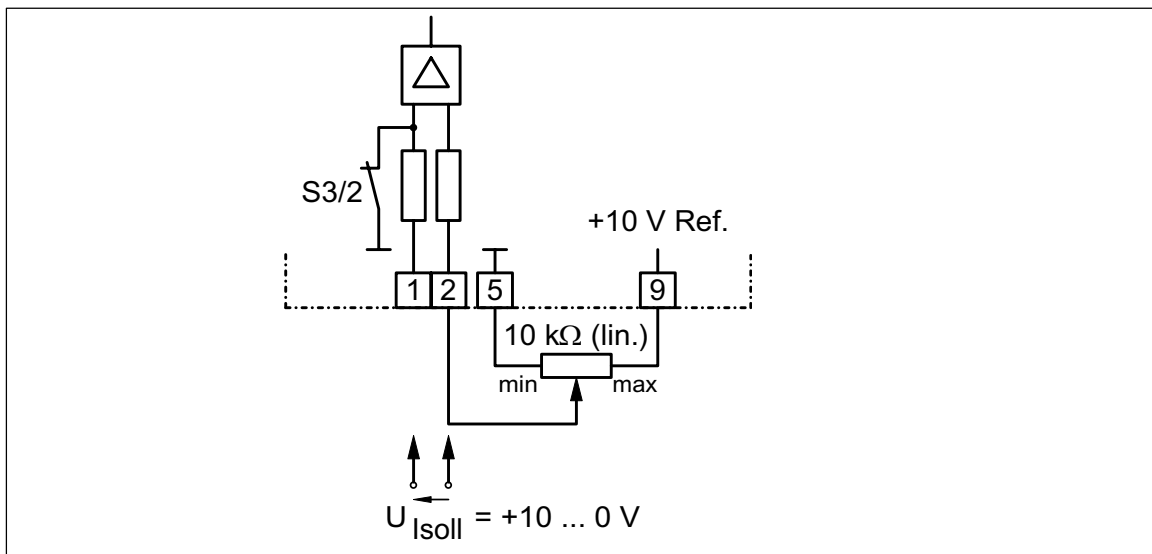 S3/2
+10 V Ref.
1 2 5 9
10 kΩ (lin.)
min max
U Isoll = +10 ... 0 V